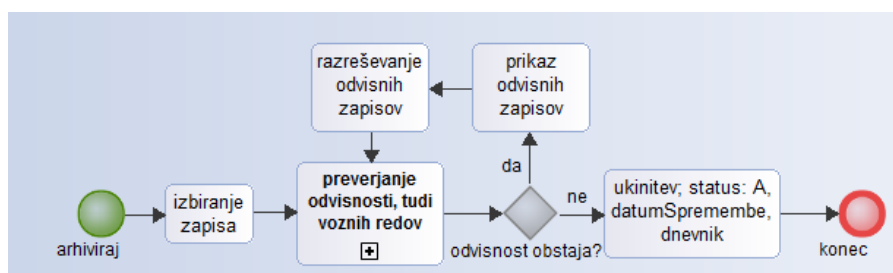 razreševanje
odvisnih
zapisov
prikaz
odvisnih
zapisov
da
izbiranje
zapisa
preverjanje
odvisnosti, tudi
voznih redov
ne
ukinitev; status: A,
datumSpremembe,
dnevnik
arhiviraj
odvisnost obstaja?
konec